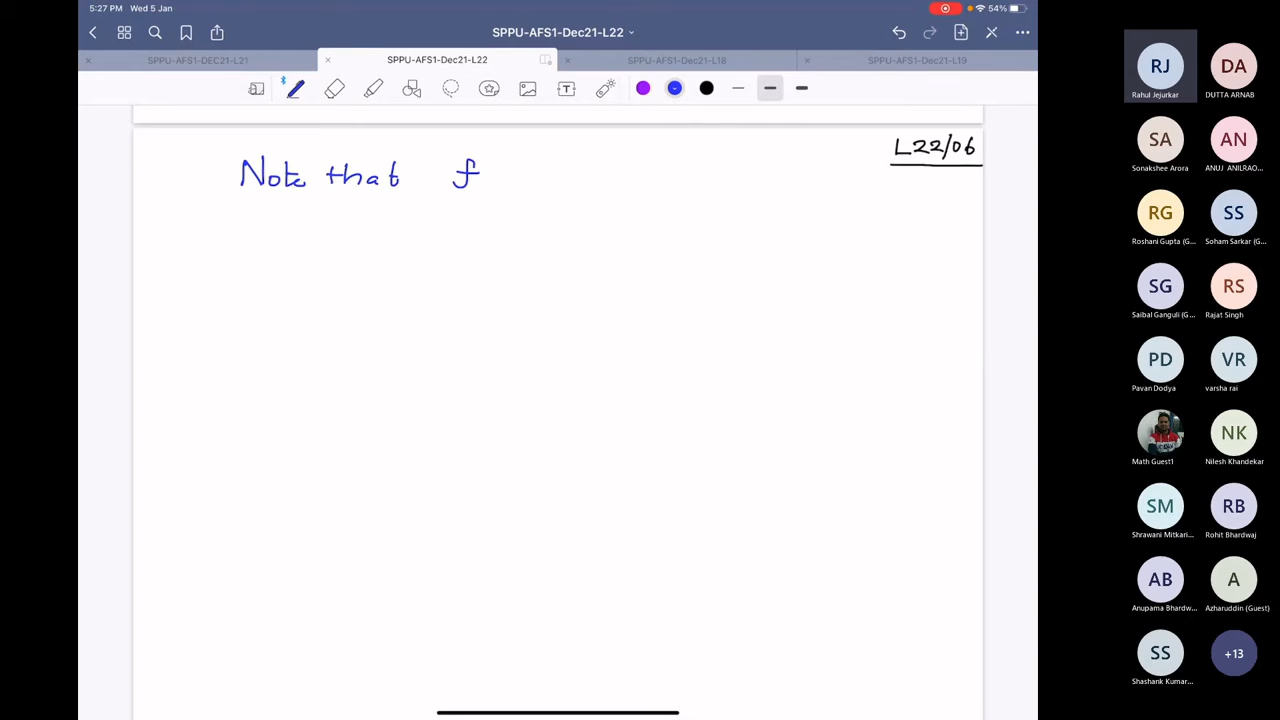 5:27 PM Wed 5 Jan
54%
SPPU-AFS1-Dec21-L22
SPPU-AFS1-DEC21-L21
SPPU-AFS1-Dec21-L22
SPPU-AFS1-Dec21-L18
SPPU-AFS1-Dec21-L19
L22/06
Note that f
RJ
Rahul Jejurkar
DA
DUTTA ARNAB
SA
Sonakshee Arora
AN
ANUJ ANILRAO...
RG
Roshani Gupta (G...
SS
Soham Sarkar (G...
SG
Saibal Ganguli (G...
RS
Rajat Singh
PD
Pavan Dodya
VR
varsha rai
Math Guest1
NK
Nilesh Khandekar
SM
Shrawani Mitkari...
RB
Rohit Bhardwaj
AB
Anupama Bhardw...
A
Azharuddin (Guest)
SS
Shashank Kumar...
+13